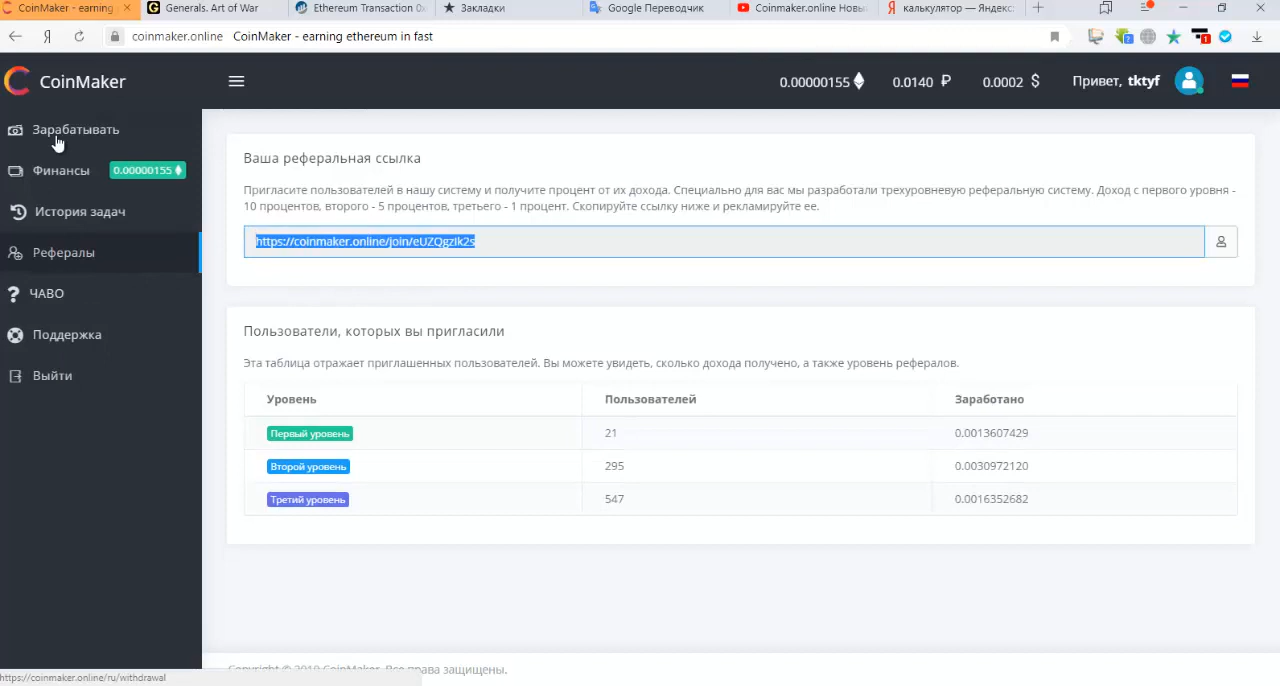 CoinMaker - earning
Generals. Art of War
Ethereum Transaction 0x
Закладки
Google Переводчик
Coinmaker.online Новы
калькулятор — Яндекс:
coinmaker.online CoinMaker - earning ethereum in fast
CoinMaker
0.00000155
0.0140 ₽
0.0002 $
Привет, tktyf
Зарабатывать
Финансы 0.00000155
История задач
Рефералы
ЧАВО
Поддержка
Выйти
Ваша реферальная ссылка
Пригласите пользователей в нашу систему и получите процент от их дохода. Специально для вас мы разработали трехуровневую реферальную систему. Доход с первого уровня -
10 процентов, второго - 5 процентов, третьего - 1 процент. Скопируйте ссылку ниже и рекламируйте ее.
https://coinmaker.online/join/eUZQgzIk2s
Пользователи, которых вы пригласили
Эта таблица отражает приглашенных пользователей. Вы можете увидеть, сколько дохода получено, а также уровень рефералов.
Уровень Пользователей Заработано
Первый уровень 21 0.0013607429
Второй уровень 295 0.0030972120
Третий уровень 547 0.0016352682
Copyright © 2019 CoinMaker. Все права защищены.
https://coinmaker.online/ru/withdrawal